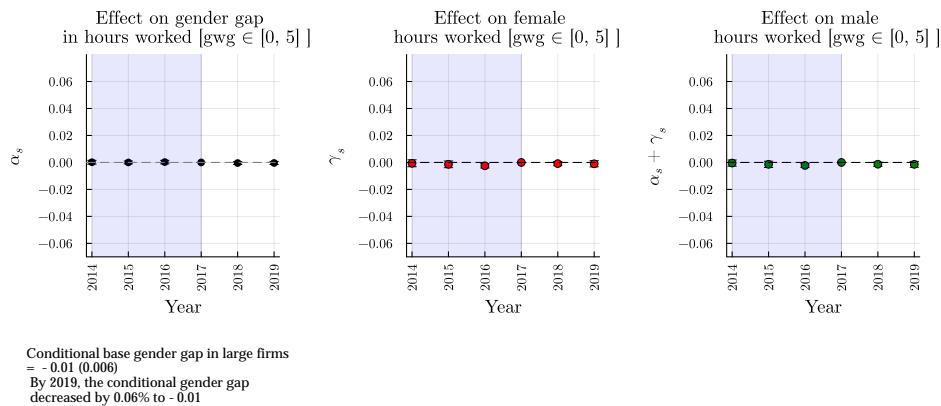 Effect on gender gap
in hours worked [gwg ∈ [0, 5] ]
0.06
0.04
0.02
0.00
−0.02
−0.04
−0.06
α_s
2014
2015
2016
2017
2018
2019
Year
Effect on female
hours worked [gwg ∈ [0, 5] ]
0.06
0.04
0.02
0.00
−0.02
−0.04
−0.06
γ_s
2014
2015
2016
2017
2018
2019
Year
Effect on male
hours worked [gwg ∈ [0, 5] ]
0.06
0.04
0.02
0.00
−0.02
−0.04
−0.06
α_s + γ_s
2014
2015
2016
2017
2018
2019
Year
Conditional base gender gap in large firms
= - 0.01 (0.006)
By 2019, the conditional gender gap
decreased by 0.06% to - 0.01